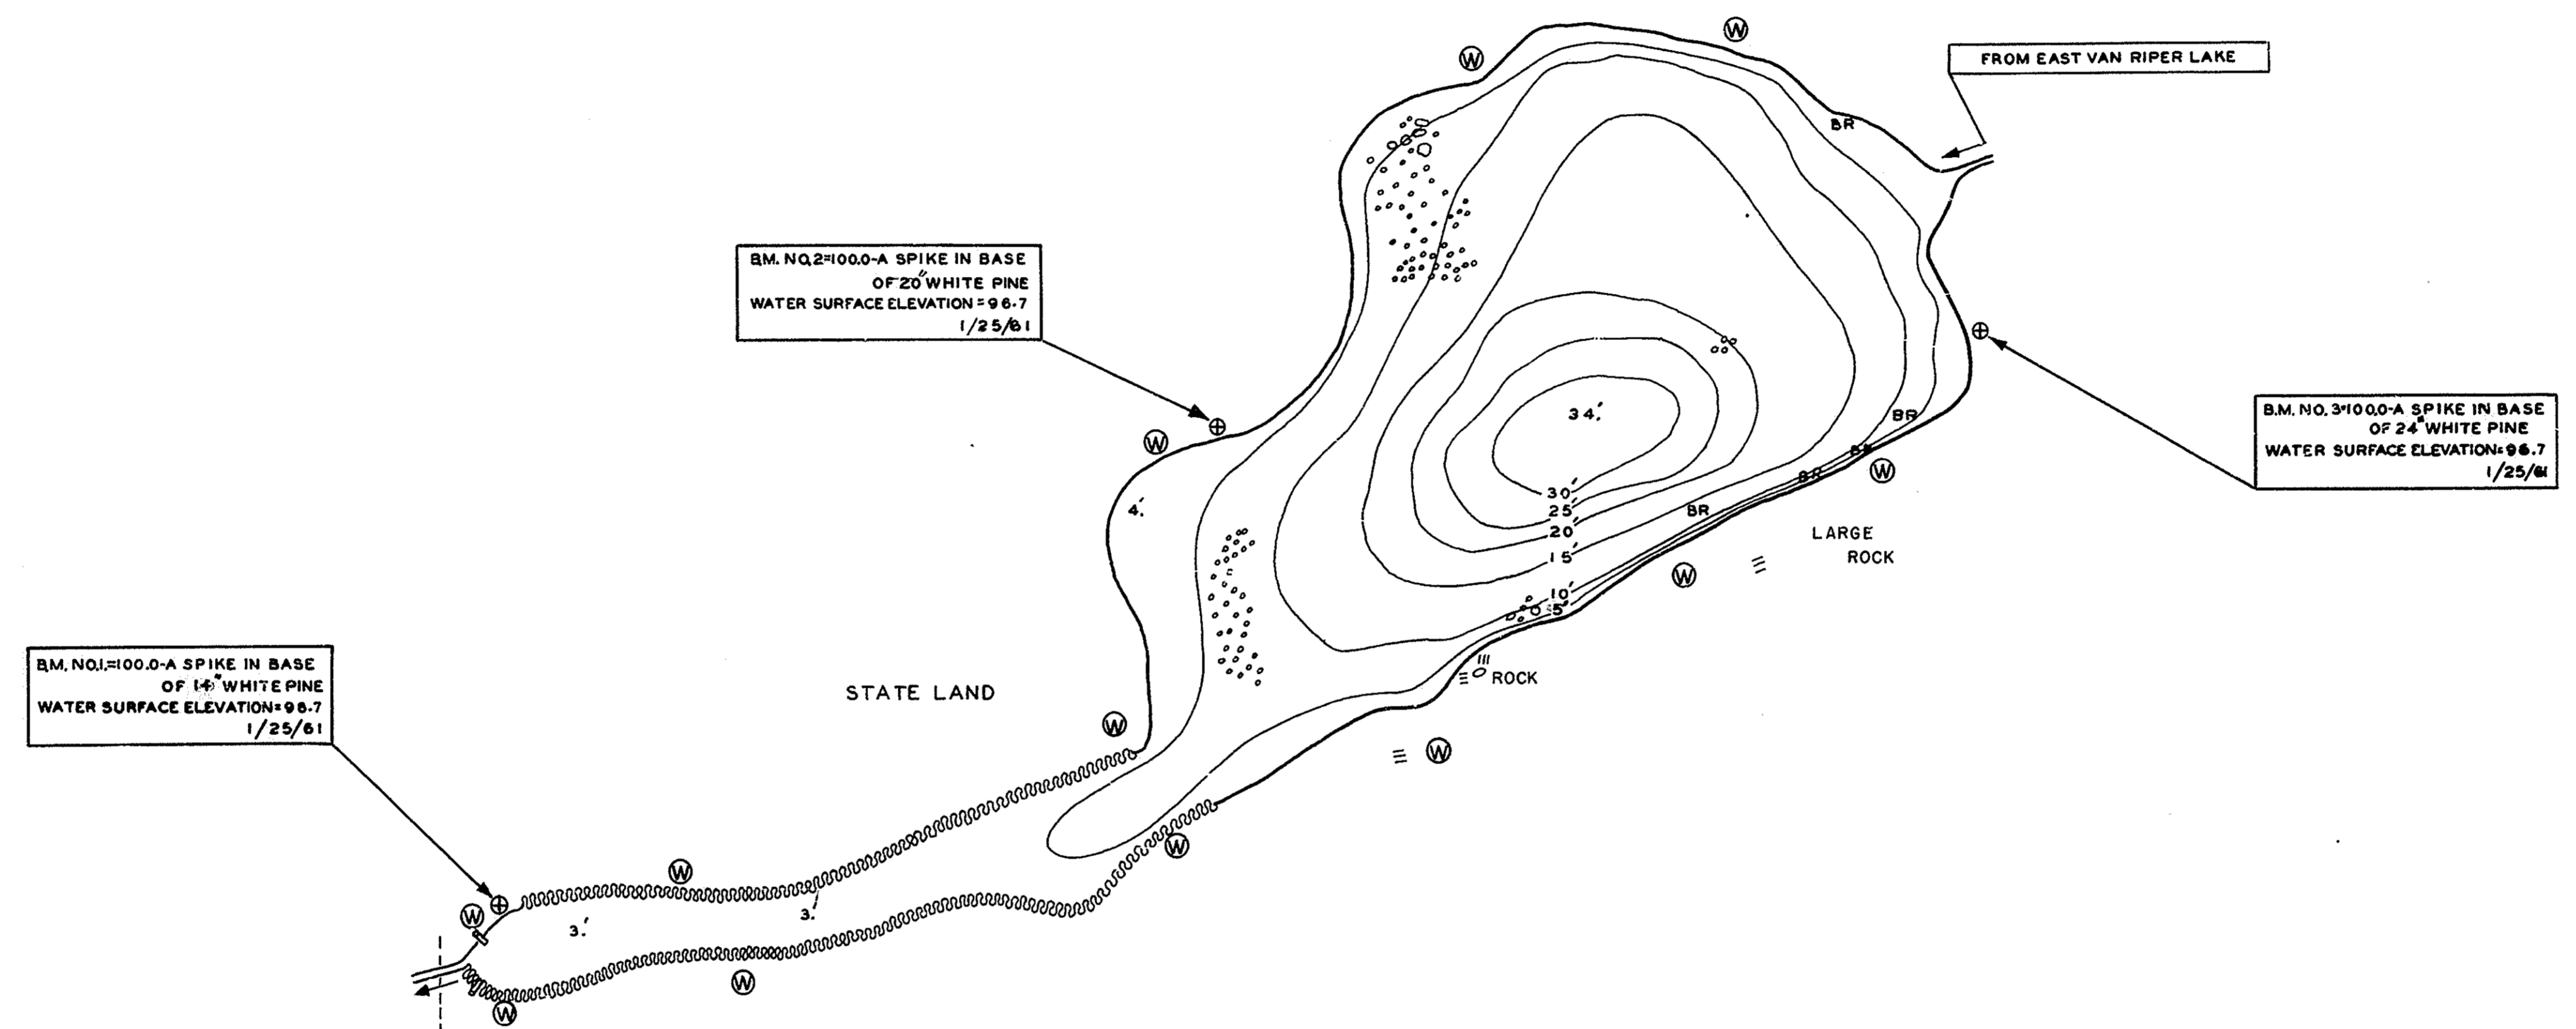 W
W
FROM EAST VAN RIPER LAKE
BR
B.M. NO.2=100.0-A SPIKE IN BASE
OF 20" WHITE PINE
WATER SURFACE ELEVATION = 96.7
1/25/61
B.M. NO. 3=100.0-A SPIKE IN BASE
OF 24" WHITE PINE
WATER SURFACE ELEVATION=96.7
1/25/61
34'
BR
W
BR
W
BR
4'
30'
25'
BR
20'
15'
LARGE
ROCK
W
10'
5'
B.M. NO.1.=100.0-A SPIKE IN BASE
OF 14" WHITE PINE
WATER SURFACE ELEVATION=96.7
1/25/61
STATE LAND
ROCK
W
W
W
W
W
3'
3'
W
W